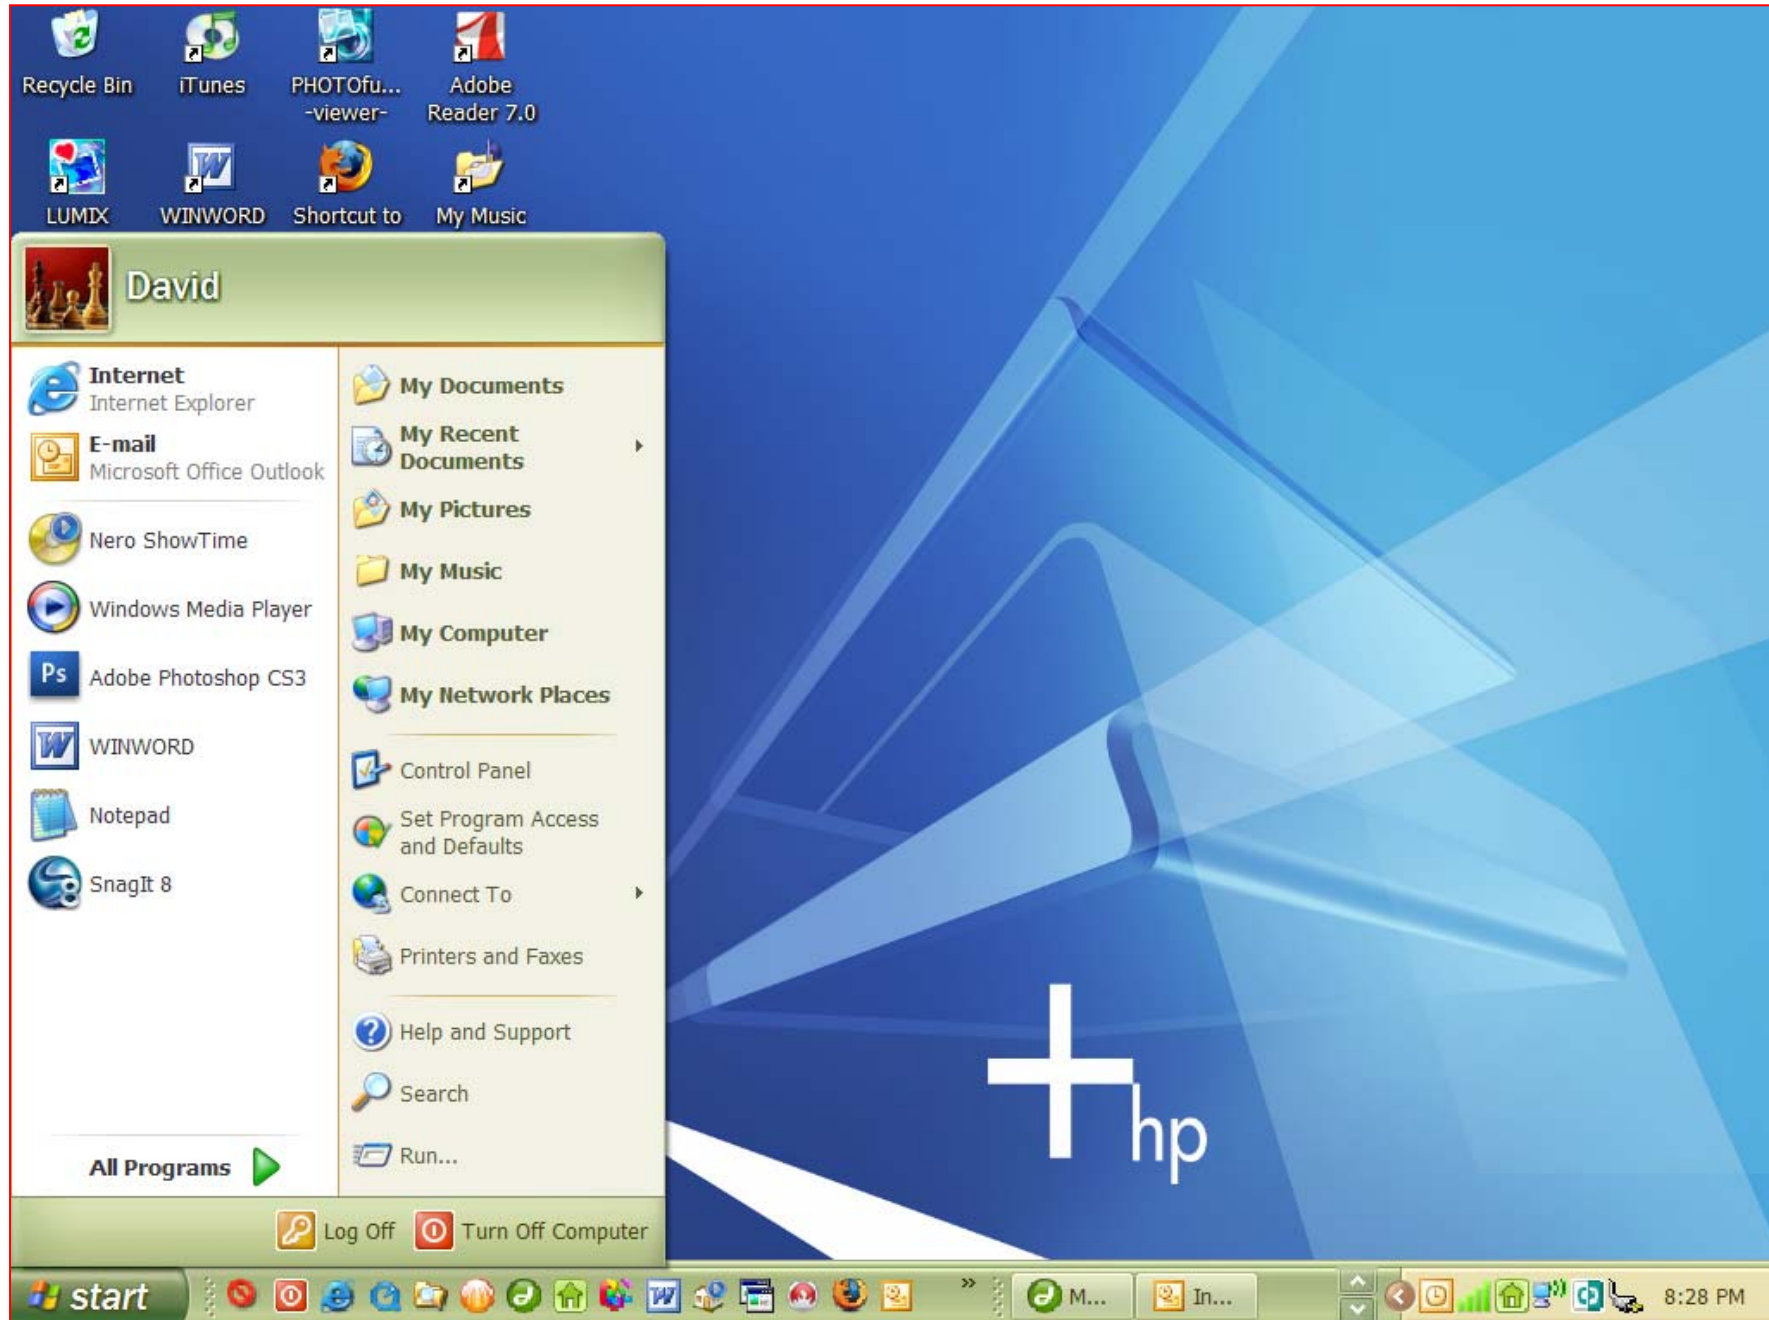 Recycle Bin
iTunes
PHOTOfu...
-viewer-
Adobe
Reader 7.0
LUMIX
WINWORD
Shortcut to
My Music
David
Internet
Internet Explorer
E-mail
Microsoft Office Outlook
Nero ShowTime
Windows Media Player
Ps
Adobe Photoshop CS3
WINWORD
Notepad
SnagIt 8
All Programs
My Documents
My Recent
Documents
My Pictures
My Music
My Computer
My Network Places
Control Panel
Set Program Access
and Defaults
Connect To
Printers and Faxes
Help and Support
Search
Run...
Log Off
Turn Off Computer
hp
start
M...
In...
8:28 PM